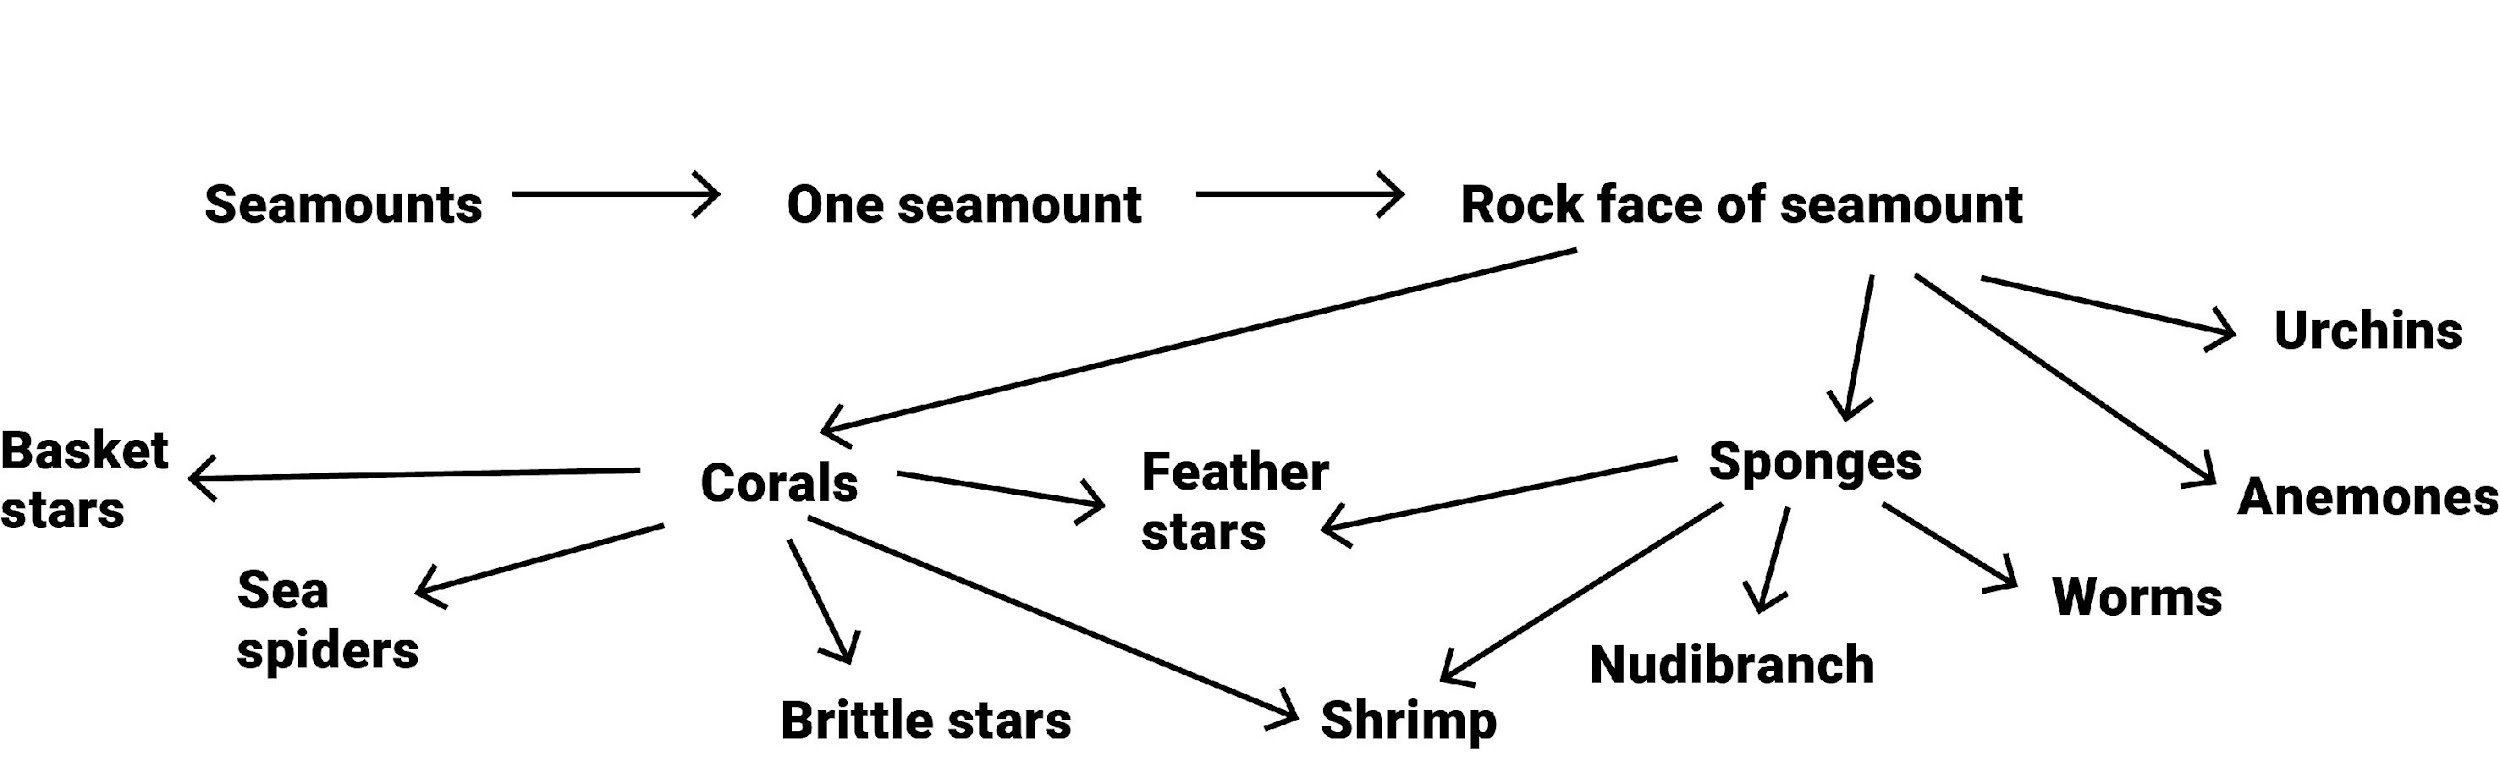 Seamounts
One seamount
Rock face of seamount
Urchins
Basket
stars
Corals
Feather
stars
Sponges
Anemones
Sea
spiders
Worms
Nudibranch
Brittle stars
Shrimp